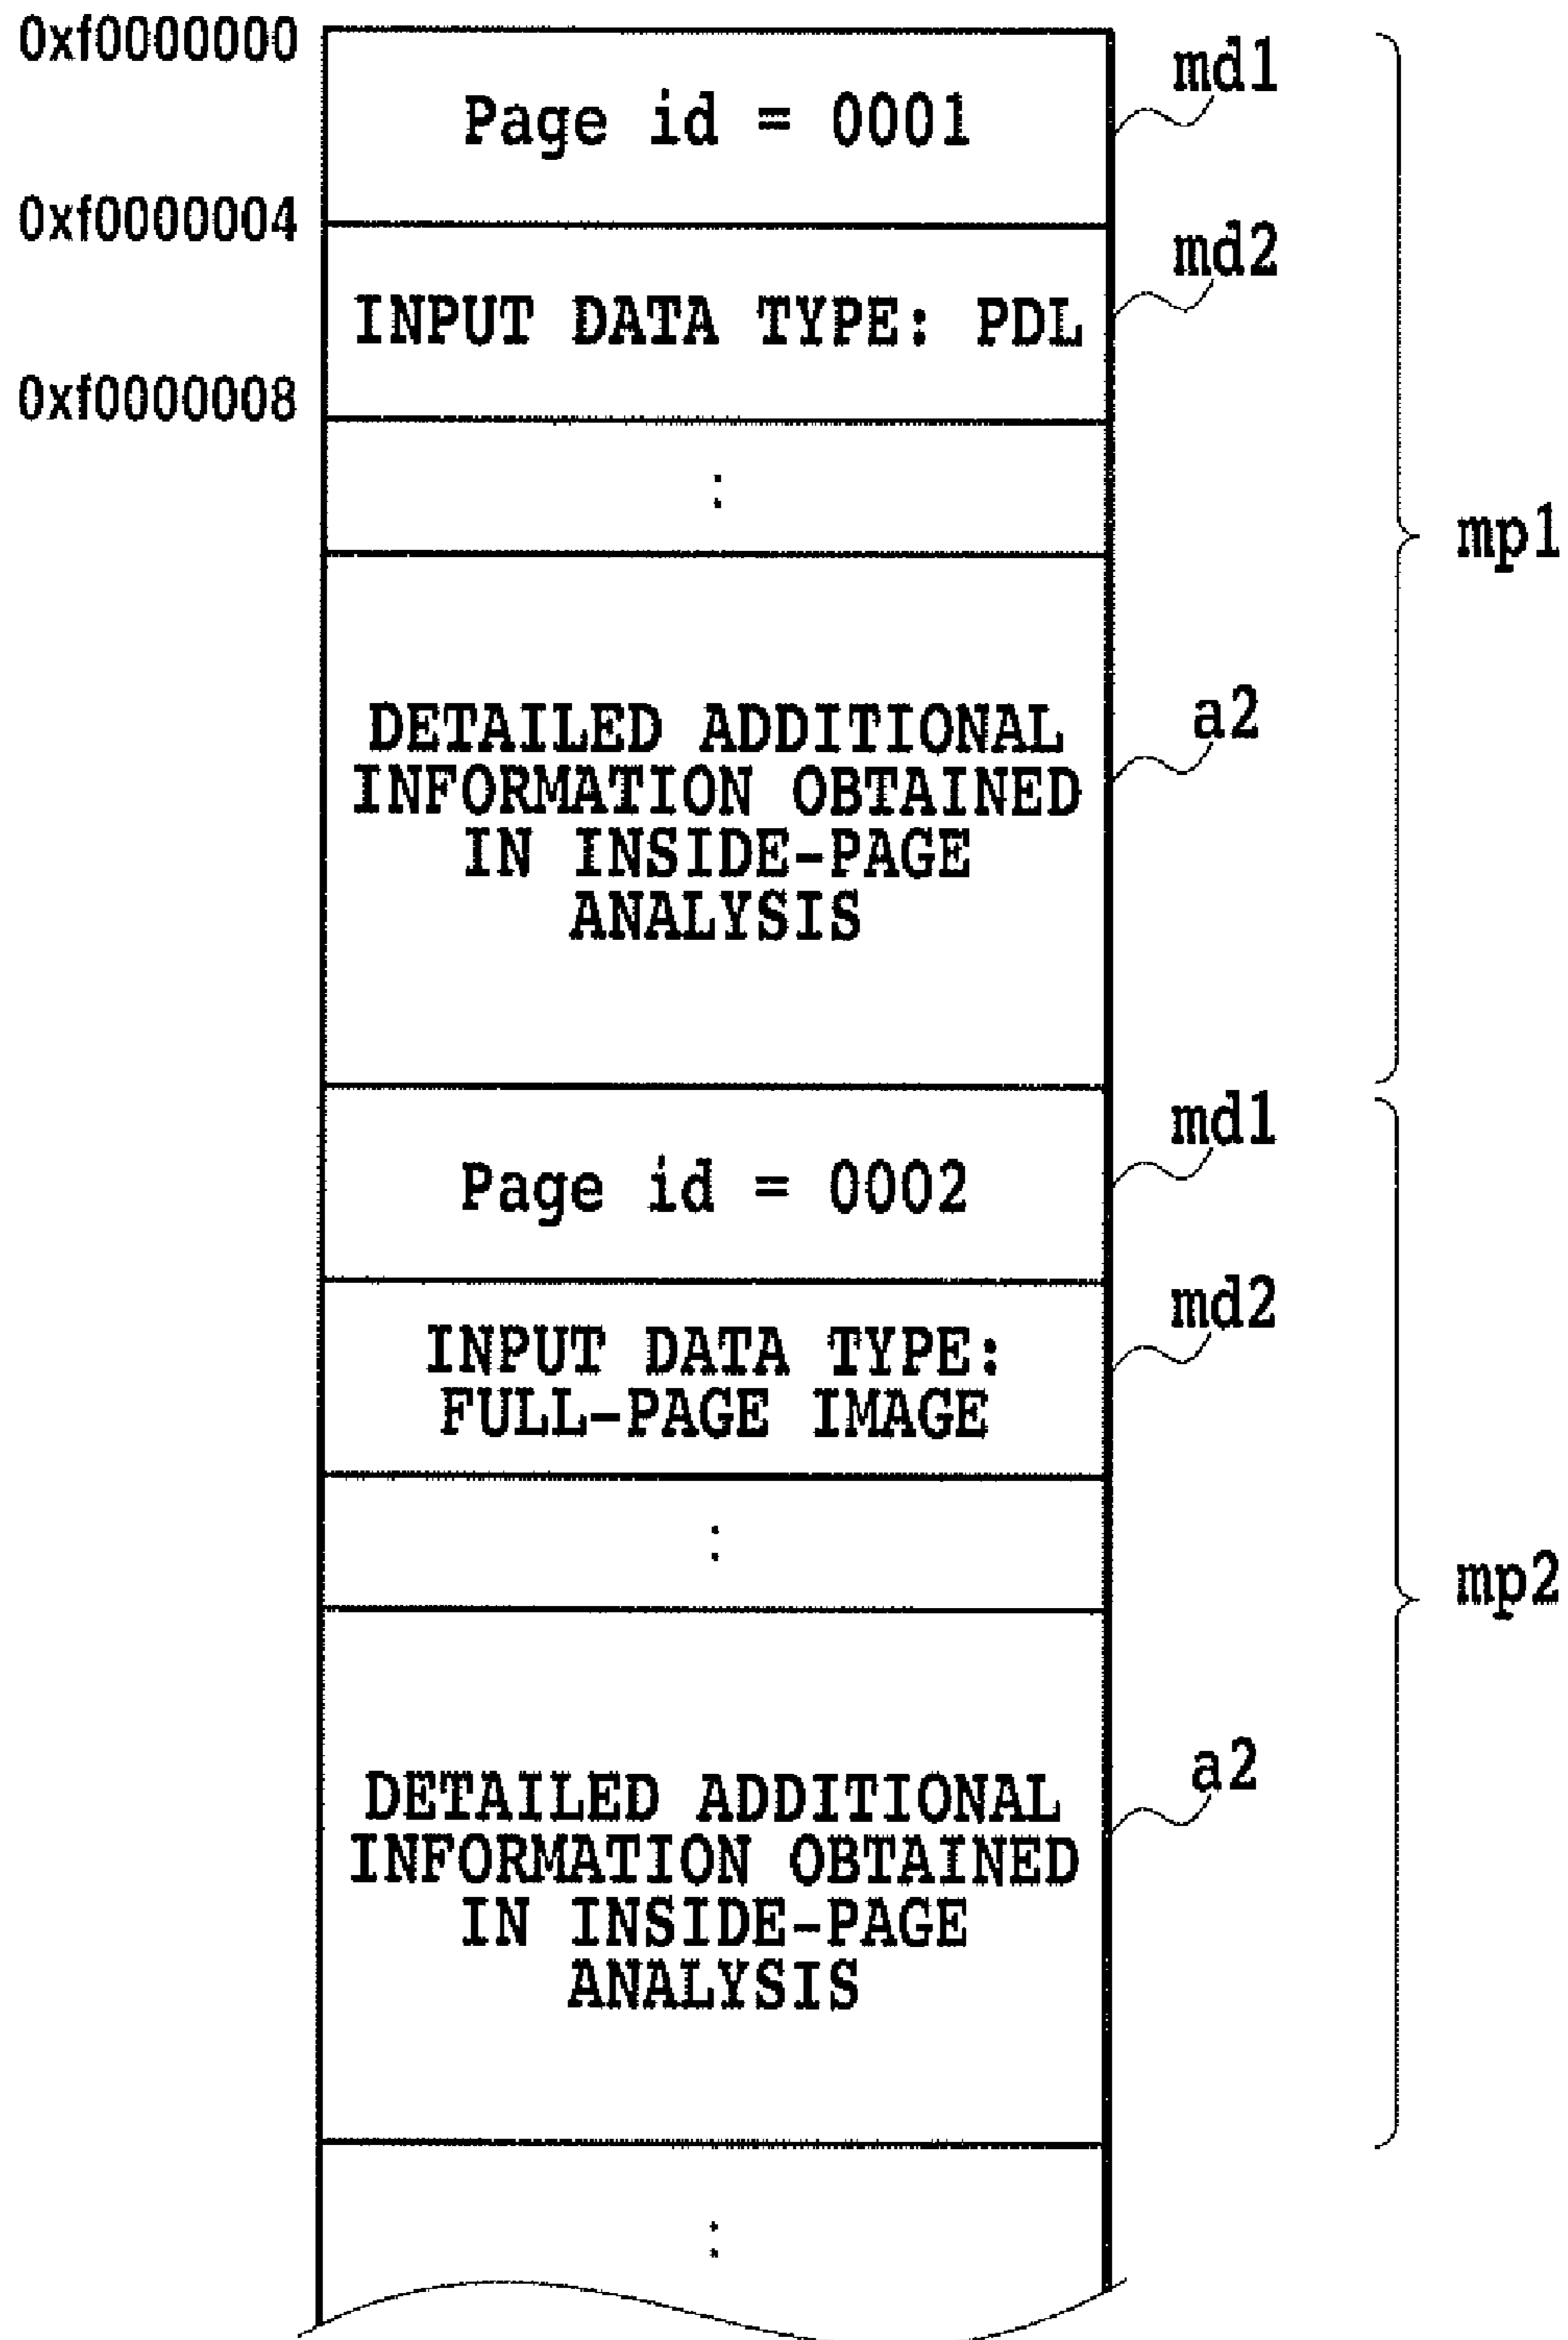 0xf0000000
md1
Page id = 0001
0xf0000004
md2
INPUT DATA TYPE: PDL
0xf0000008
:
mp1
a2
DETAILED ADDITIONAL
INFORMATION OBTAINED
IN INSIDE-PAGE
ANALYSIS
md1
Page id = 0002
md2
INPUT DATA TYPE:
FULL-PAGE IMAGE
:
mp2
a2
DETAILED ADDITIONAL
INFORMATION OBTAINED
IN INSIDE-PAGE
ANALYSIS
: